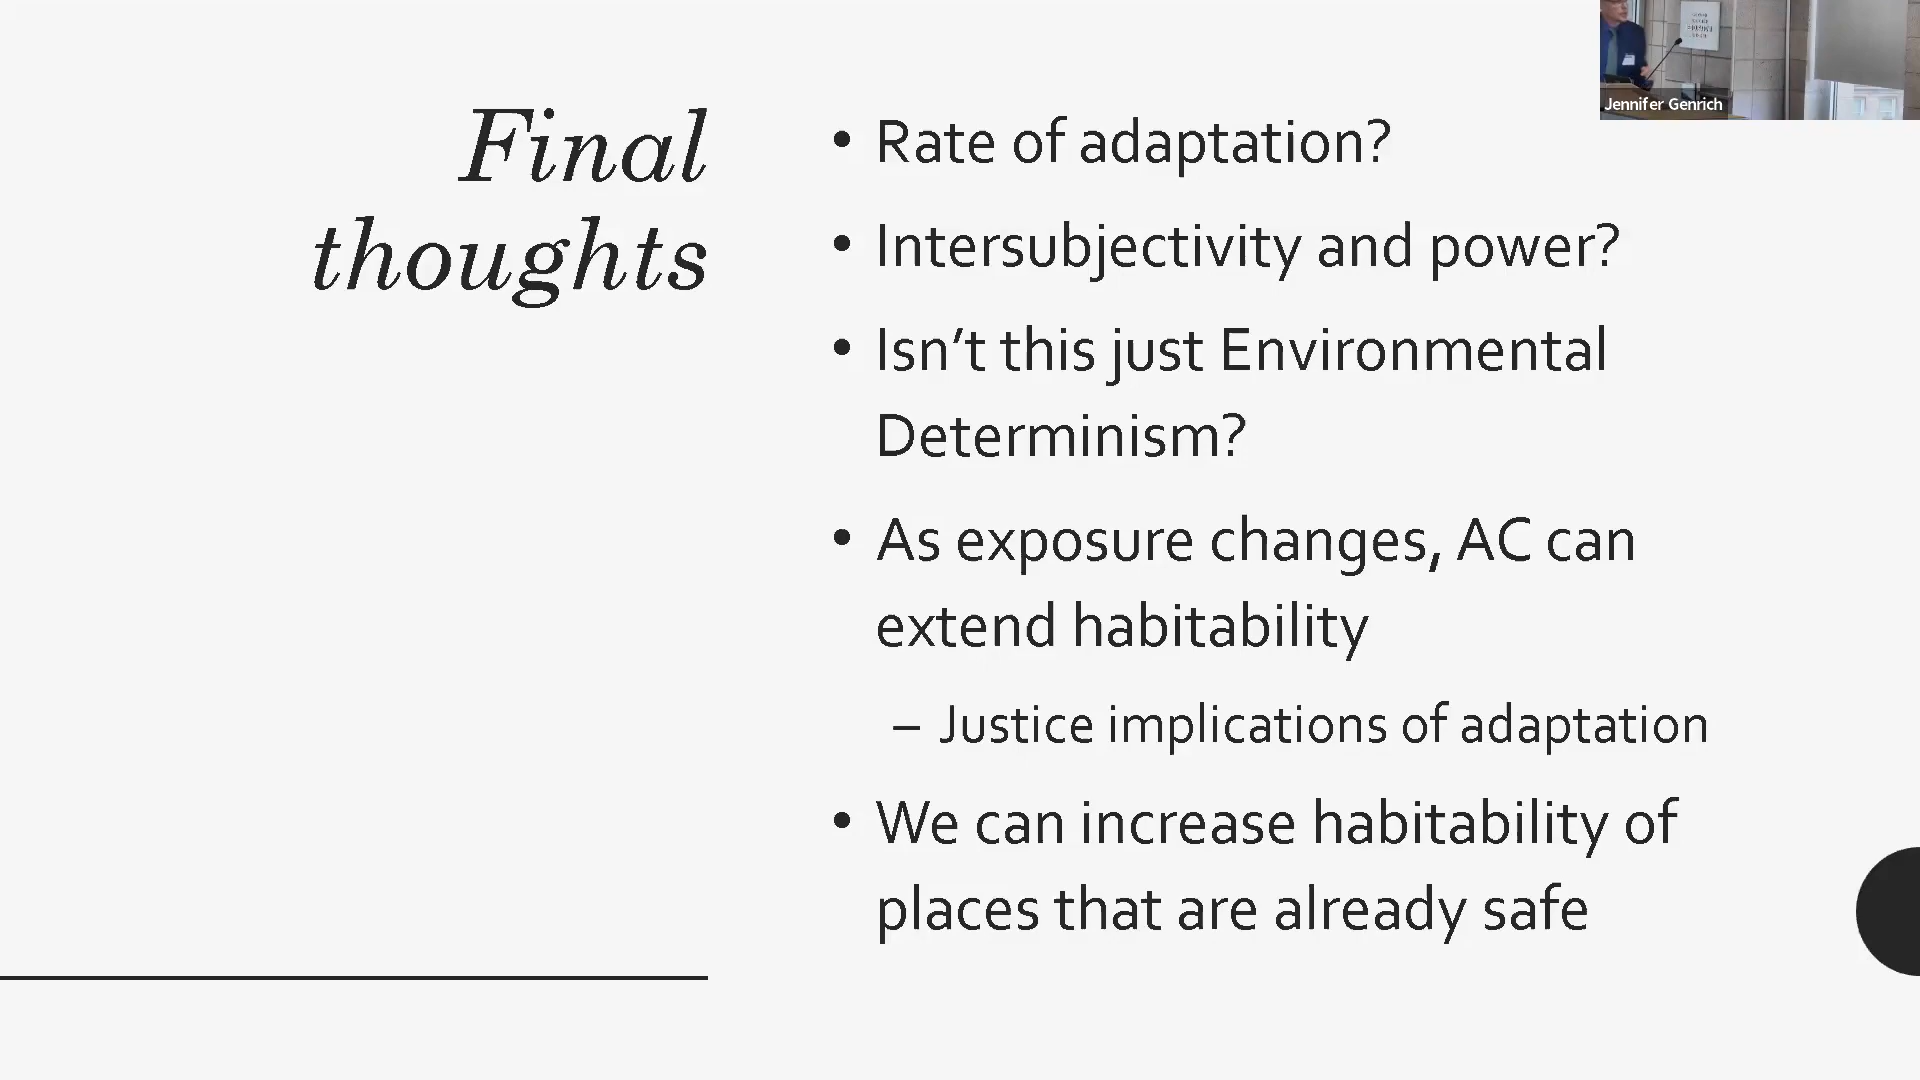 Final
thoughts
• Rate of adaptation?
• Intersubjectivity and power?
• Isn’t this just Environmental
Determinism?
• As exposure changes, AC can
extend habitability
– Justice implications of adaptation
• We can increase habitability of
places that are already safe
Jennifer Genrich